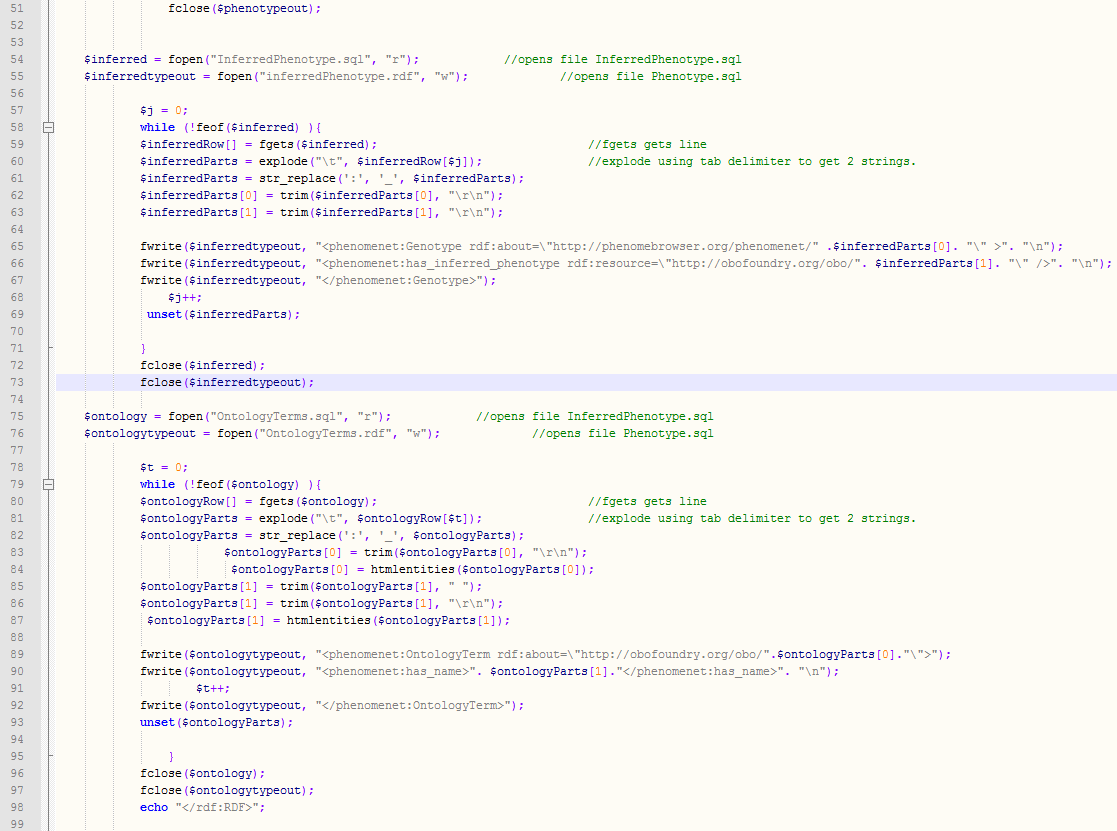 51 fclose($phenotypeout);
52
53
54 $inferred = fopen("InferredPhenotype.sql", "r"); //opens file InferredPhenotype.sql
55 $inferredtypeout = fopen("inferredPhenotype.rdf", "w"); //opens file Phenotype.sql
56
57 $j = 0;
58 while (!feof($inferred) ){
59 $inferredRow[] = fgets($inferred); //fgets gets line
60 $inferredParts = explode("\t", $inferredRow[$j]); //explode using tab delimiter to get 2 strings.
61 $inferredParts = str_replace(':', '_', $inferredParts);
62 $inferredParts[0] = trim($inferredParts[0], "\r\n");
63 $inferredParts[1] = trim($inferredParts[1], "\r\n");
64
65 fwrite($inferredtypeout, "<phenomenet:Genotype rdf:about=\"http://phenomebrowser.org/phenomenet/" .$inferredParts[0]. "\" >". "\n");
66 fwrite($inferredtypeout, "<phenomenet:has_inferred_phenotype rdf:resource=\"http://obofoundry.org/obo/". $inferredParts[1]. "\" />". "\n");
67 fwrite($inferredtypeout, "</phenomenet:Genotype>");
68 $j++;
69 unset($inferredParts);
70
71 }
72 fclose($inferred);
73 fclose($inferredtypeout);
74
75 $ontology = fopen("OntologyTerms.sql", "r"); //opens file InferredPhenotype.sql
76 $ontologytypeout = fopen("OntologyTerms.rdf", "w"); //opens file Phenotype.sql
77
78 $t = 0;
79 while (!feof($ontology) ){
80 $ontologyRow[] = fgets($ontology); //fgets gets line
81 $ontologyParts = explode("\t", $ontologyRow[$t]); //explode using tab delimiter to get 2 strings.
82 $ontologyParts = str_replace(':', '_', $ontologyParts);
83 $ontologyParts[0] = trim($ontologyParts[0], "\r\n");
84 $ontologyParts[0] = htmlentities($ontologyParts[0]);
85 $ontologyParts[1] = trim($ontologyParts[1], " ");
86 $ontologyParts[1] = trim($ontologyParts[1], "\r\n");
87 $ontologyParts[1] = htmlentities($ontologyParts[1]);
88
89 fwrite($ontologytypeout, "<phenomenet:OntologyTerm rdf:about=\"http://obofoundry.org/obo/".$ontologyParts[0]."\">");
90 fwrite($ontologytypeout, "<phenomenet:has_name>". $ontologyParts[1]."</phenomenet:has_name>". "\n");
91 $t++;
92 fwrite($ontologytypeout, "</phenomenet:OntologyTerm>");
93 unset($ontologyParts);
94
95 }
96 fclose($ontology);
97 fclose($ontologytypeout);
98 echo "</rdf:RDF>";
99